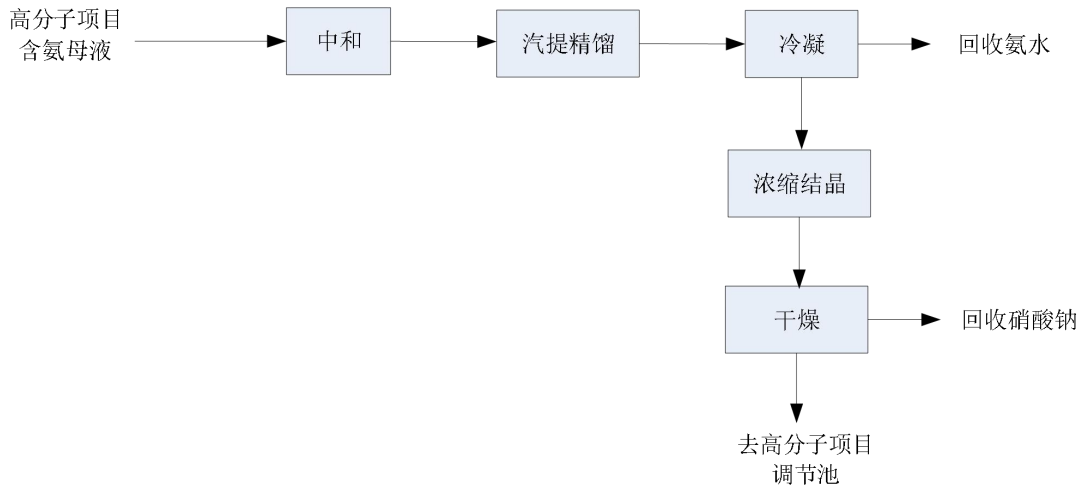 高分子项目
含氨母液
中和
汽提精馏
冷凝
回收氨水
浓缩结晶
干燥
回收硝酸钠
去高分子项目
调节池